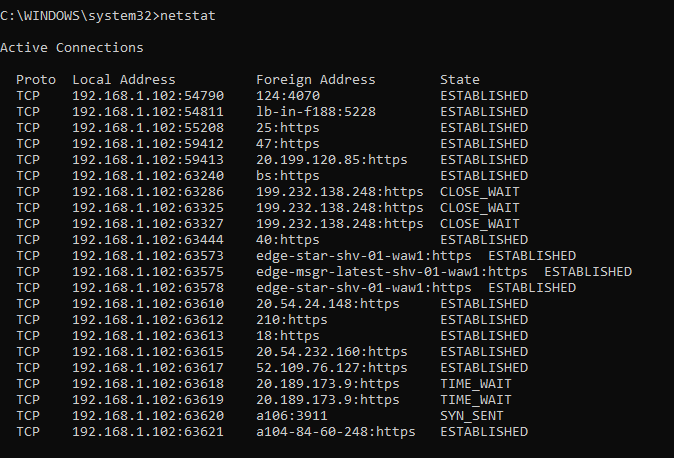 C:\WINDOWS\system32>netstat
Active Connections
Proto  Local Address          Foreign Address        State
TCP    192.168.1.102:54790    124:4070               ESTABLISHED
TCP    192.168.1.102:54811    lb-in-f188:5228        ESTABLISHED
TCP    192.168.1.102:55208    25:https               ESTABLISHED
TCP    192.168.1.102:59412    47:https               ESTABLISHED
TCP    192.168.1.102:59413    20.199.120.85:https    ESTABLISHED
TCP    192.168.1.102:63240    bs:https               ESTABLISHED
TCP    192.168.1.102:63286    199.232.138.248:https  CLOSE_WAIT
TCP    192.168.1.102:63325    199.232.138.248:https  CLOSE_WAIT
TCP    192.168.1.102:63327    199.232.138.248:https  CLOSE_WAIT
TCP    192.168.1.102:63444    40:https               ESTABLISHED
TCP    192.168.1.102:63573    edge-star-shv-01-waw1:https  ESTABLISHED
TCP    192.168.1.102:63575    edge-msgr-latest-shv-01-waw1:https  ESTABLISHED
TCP    192.168.1.102:63578    edge-star-shv-01-waw1:https  ESTABLISHED
TCP    192.168.1.102:63610    20.54.24.148:https     ESTABLISHED
TCP    192.168.1.102:63612    210:https              ESTABLISHED
TCP    192.168.1.102:63613    18:https               ESTABLISHED
TCP    192.168.1.102:63615    20.54.232.160:https    ESTABLISHED
TCP    192.168.1.102:63617    52.109.76.127:https    ESTABLISHED
TCP    192.168.1.102:63618    20.189.173.9:https     TIME_WAIT
TCP    192.168.1.102:63619    20.189.173.9:https     TIME_WAIT
TCP    192.168.1.102:63620    a106:3911              SYN_SENT
TCP    192.168.1.102:63621    a104-84-60-248:https   ESTABLISHED